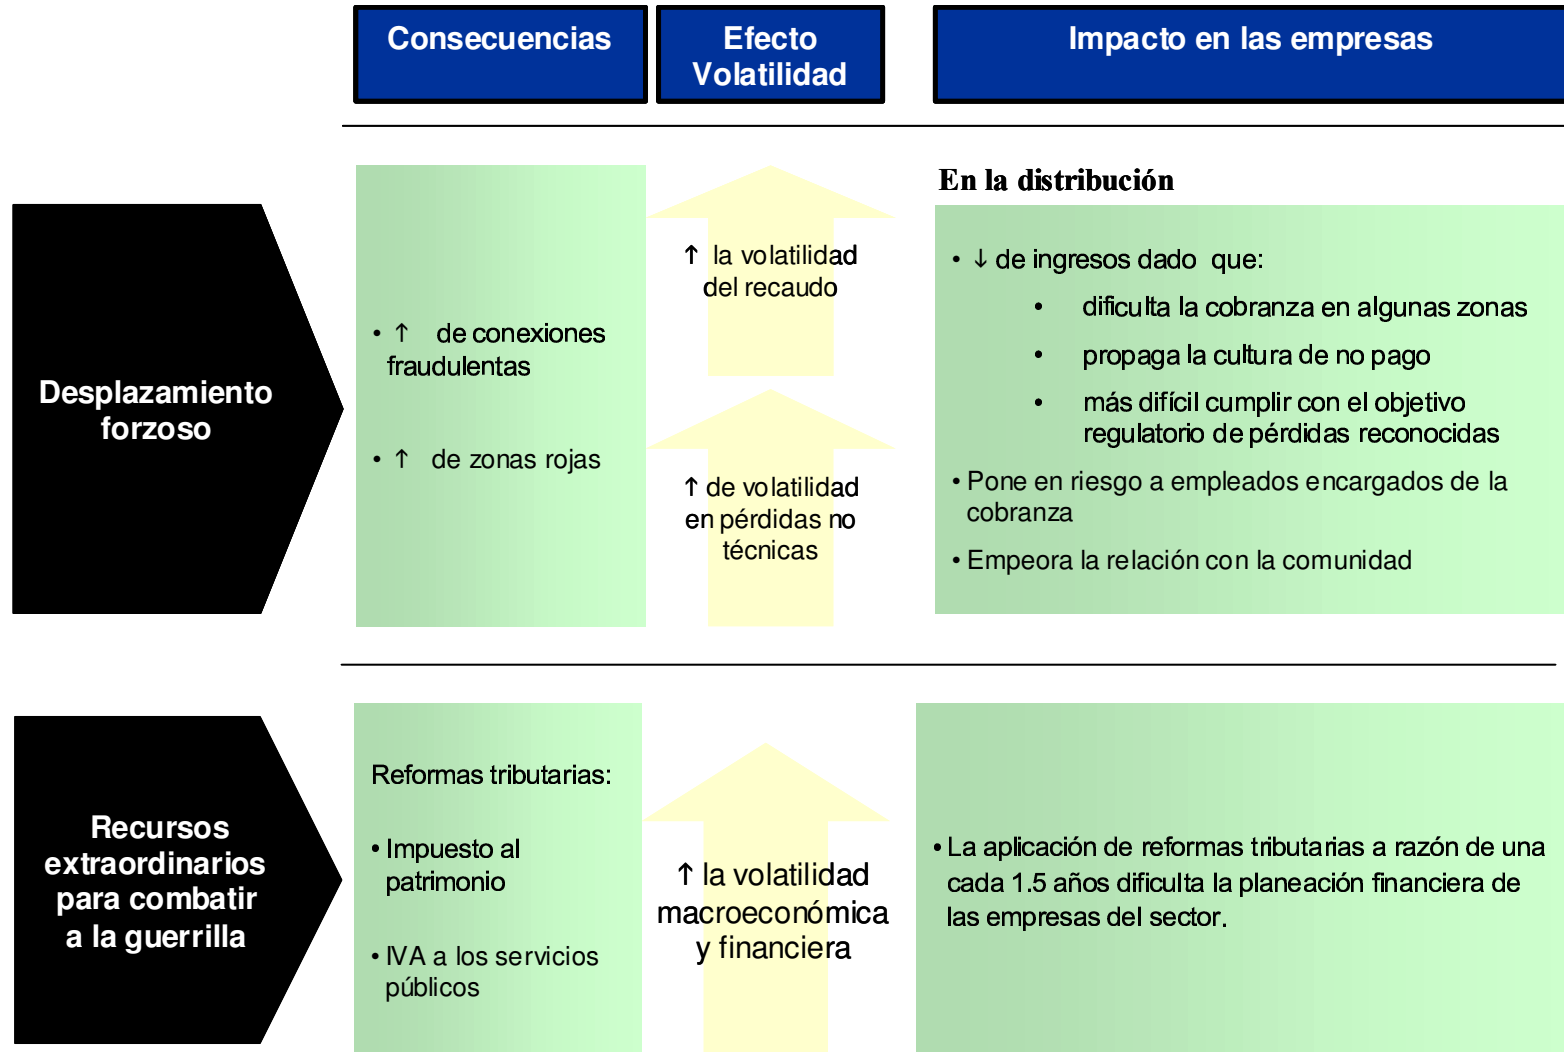 Consecuencias
Efecto
Volatilidad
Impacto en las empresas
Desplazamiento
forzoso
• ↑ de conexiones
fraudulentas
• ↑ de zonas rojas
↑ la volatilidad
del recaudo
↑ de volatilidad
en pérdidas no
técnicas
En la distribución
• ↓ de ingresos dado que:
• dificulta la cobranza en algunas zonas
• propaga la cultura de no pago
• más difícil cumplir con el objetivo
regulatorio de pérdidas reconocidas
• Pone en riesgo a empleados encargados de la
cobranza
• Empeora la relación con la comunidad
Recursos
extraordinarios
para combatir
a la guerrilla
Reformas tributarias:
• Impuesto al
patrimonio
• IVA a los servicios
públicos
↑ la volatilidad
macroeconómica
y financiera
• La aplicación de reformas tributarias a razón de una
cada 1.5 años dificulta la planeación financiera de
las empresas del sector.